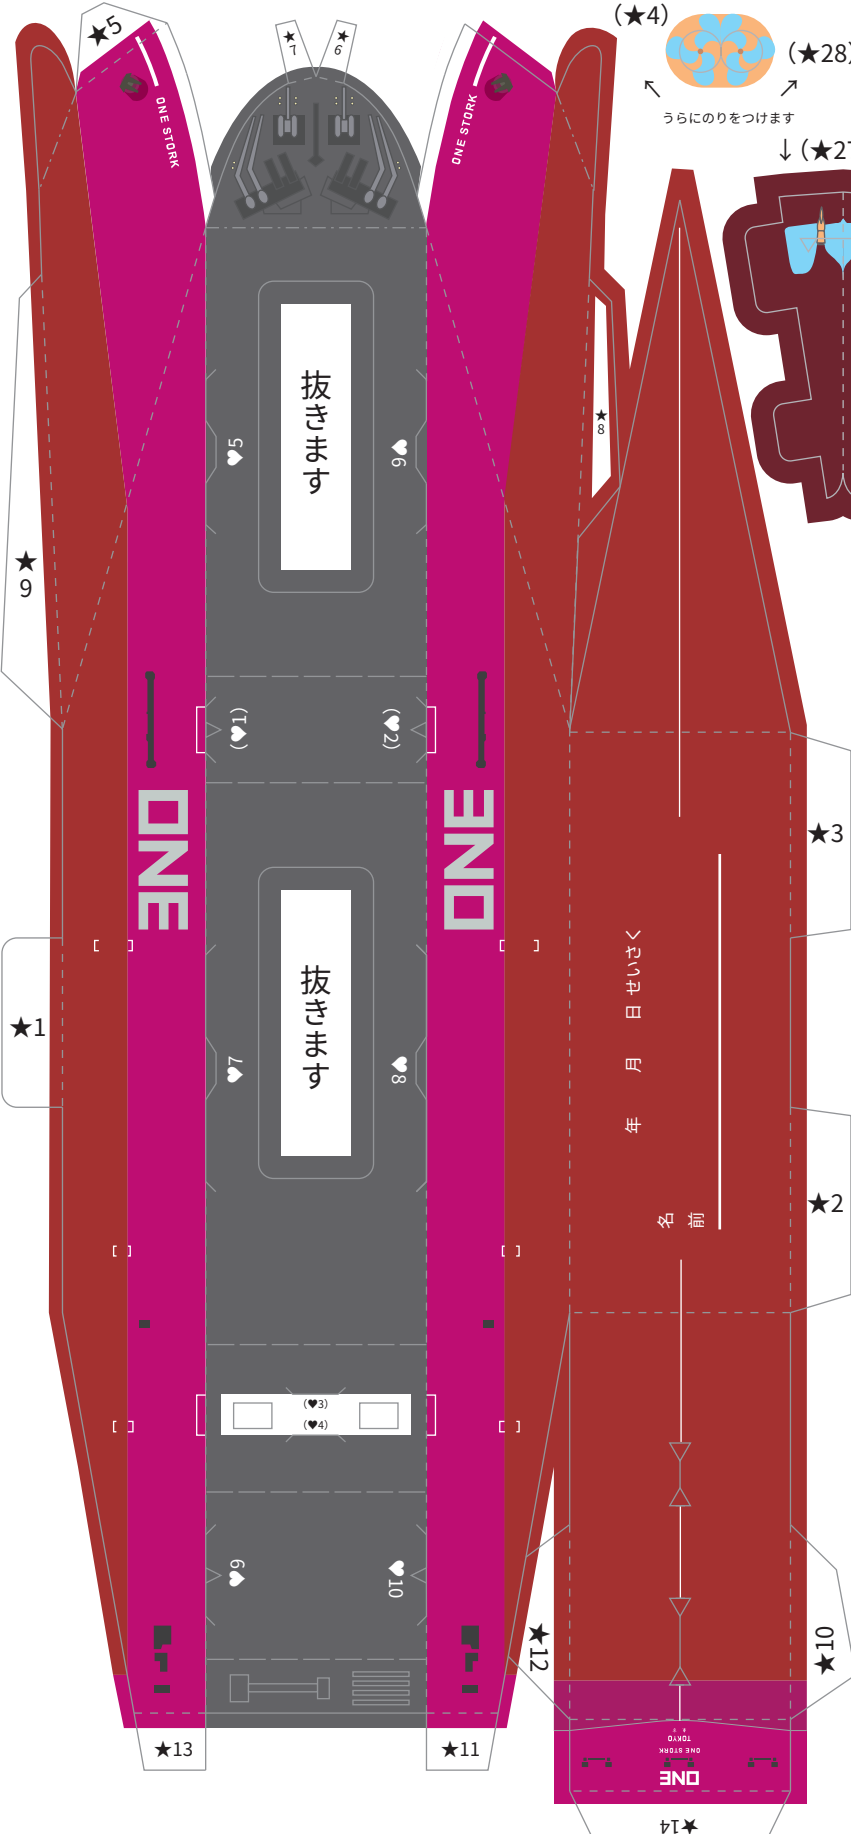 (★4)
(★28)
うらにのりをつけます
↓(★2
★5
★7
★6
ONE STORK
ONE STORK
抜きます
♥5
♥6
★8
★9
(♥1)
(♥2)
ONE
ONE
★3
抜きます
♥7
♥8
★1
年 月 日 せいさく
名前
★2
(♥3)
(♥4)
♥9
♥10
★12
★10
★13
★11
東京
TOKYO
ONE STORK
ONE
★14